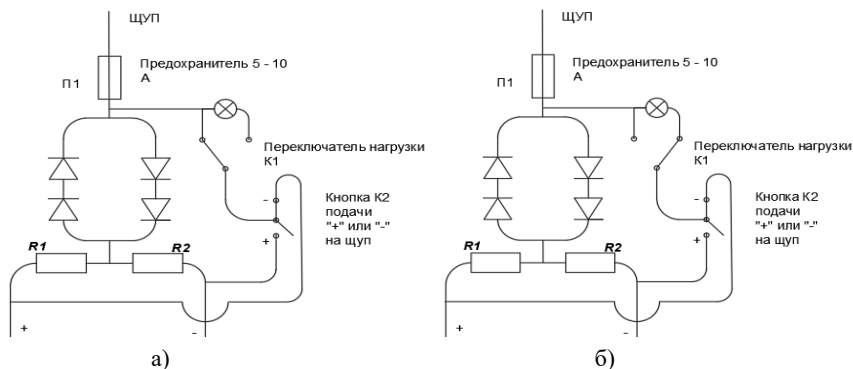 ЩУП
Предохранитель 5 - 10
А
П1
Переключатель нагрузки
К1
Кнопка К2
подачи
"+" или "-"
на щуп
-
+
R1
R2
+
-
а)
ЩУП
Предохранитель 5 - 10
А
П1
Переключатель нагрузки
К1
Кнопка К2
подачи
"+" или "-"
на щуп
-
+
R1
R2
+
-
б)